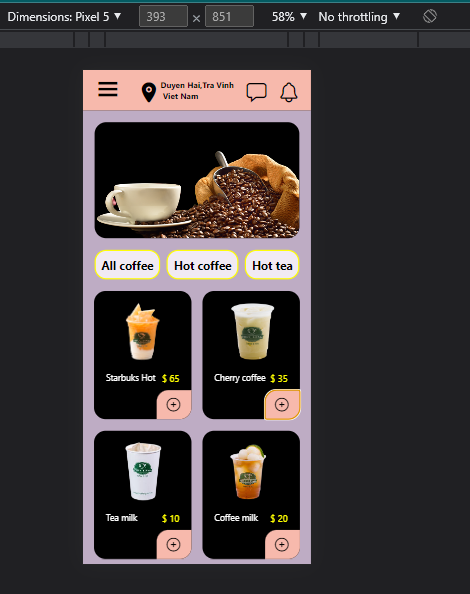 Dimensions: Pixel 5 ▼ 393 × 851 58% ▼ No throttling ▼
Duyen Hai,Tra Vinh
Viet Nam
All coffee Hot coffee Hot tea
Starbuks Hot $ 65 Cherry coffee $ 35
Tea milk $ 10 Coffee milk $ 20